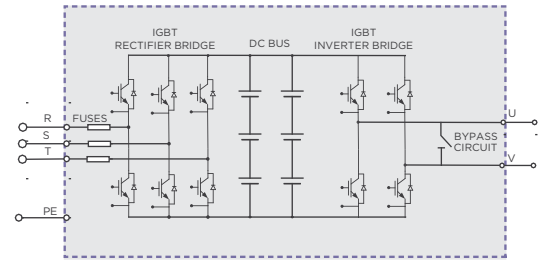 IGBT
RECTIFIER BRIDGE
DC BUS
IGBT
INVERTER BRIDGE
R
FUSES
S
T
PE
U
BYPASS
CIRCUIT
V